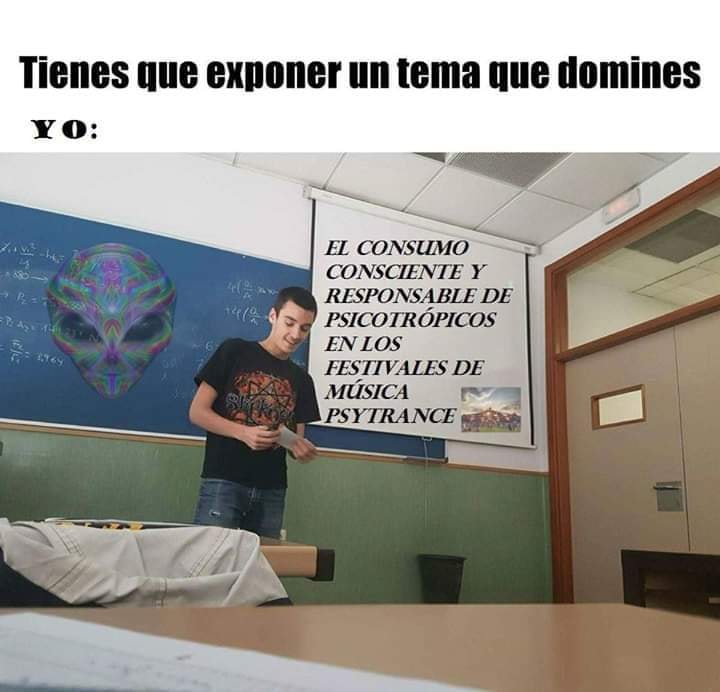 Tienes que exponer un tema que domines
YO:
EL CONSUMO
CONSCIENTE Y
RESPONSABLE DE
PSICOTRÓPICOS
EN LOS
FESTIVALES DE
MÚSICA
PSYTRANCE